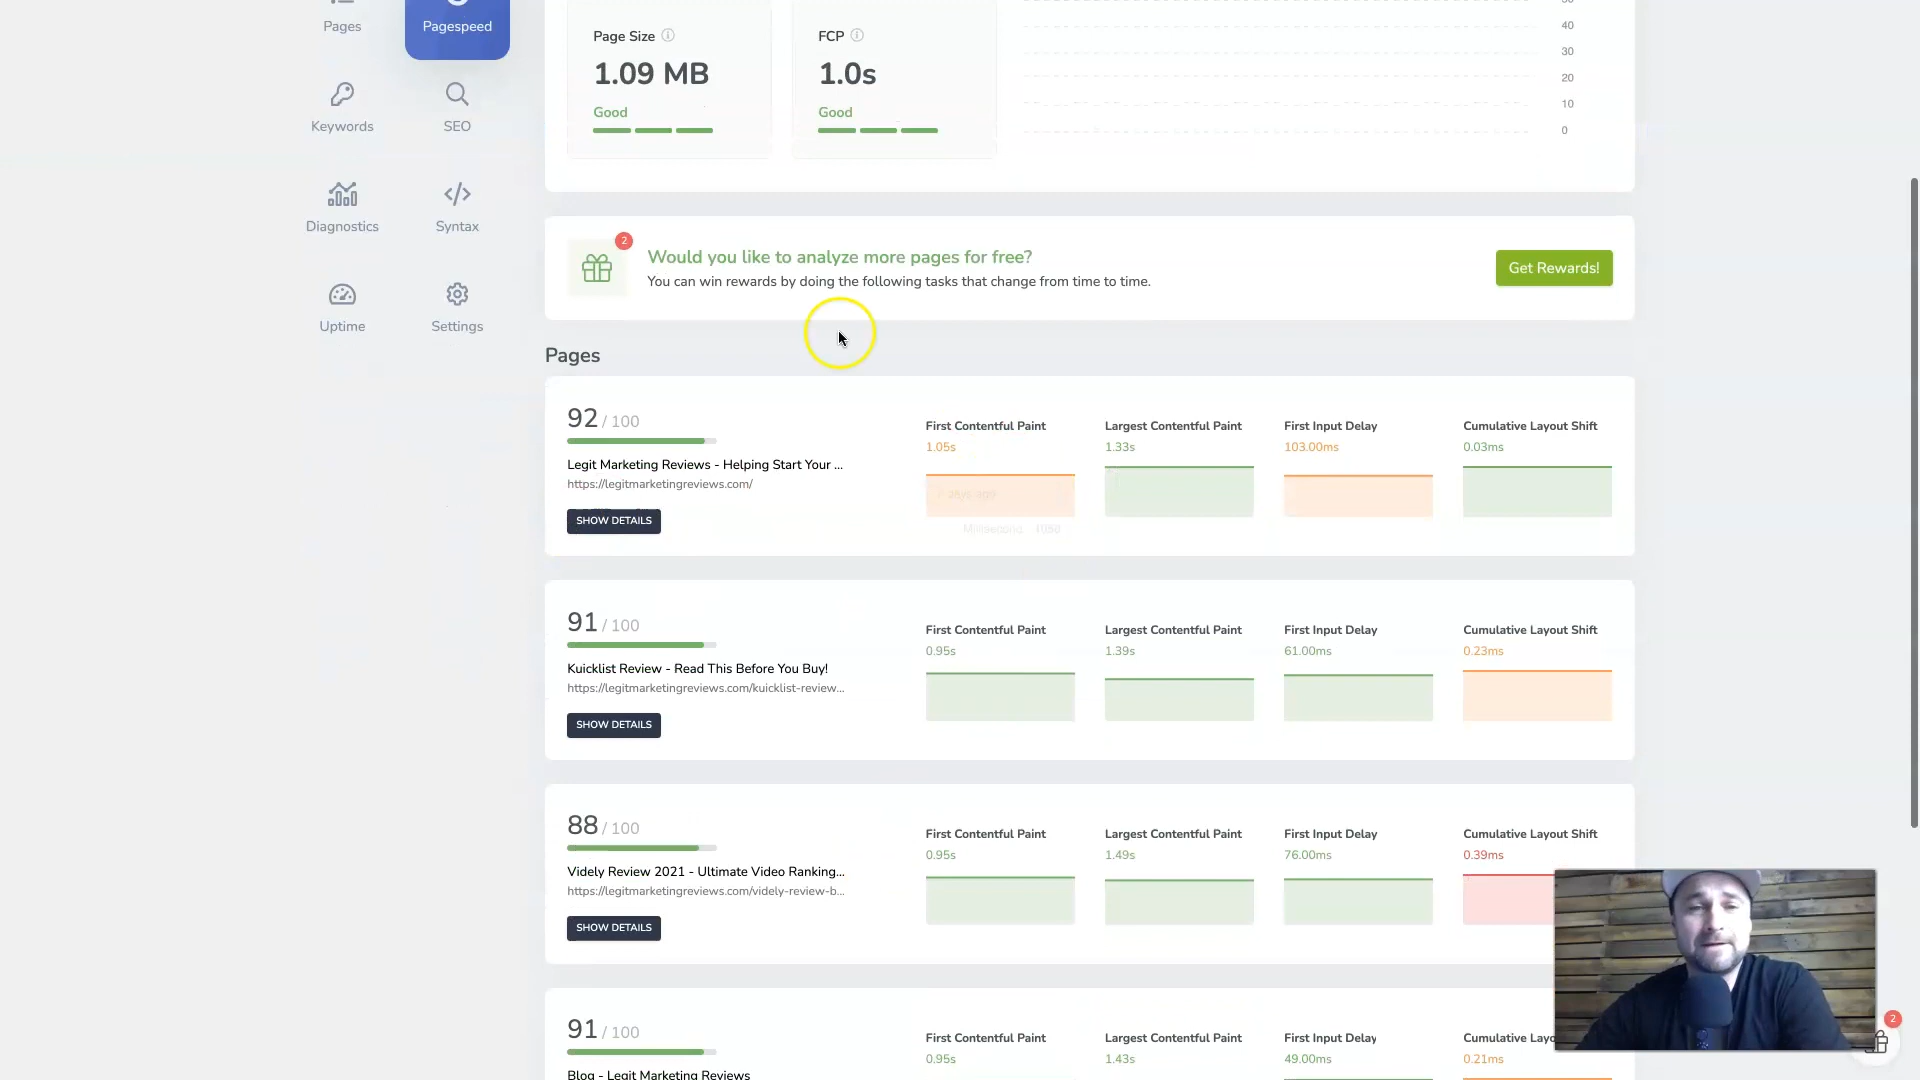 Pages
Pagespeed
Keywords
SEO
Diagnostics
Syntax
Uptime
Settings
Page Size
1.09 MB
Good
FCP
1.0s
Good
40
30
20
10
0
2
Would you like to analyze more pages for free?
You can win rewards by doing the following tasks that change from time to time.
Get Rewards!
Pages
92 / 100
Legit Marketing Reviews - Helping Start Your ...
https://legitmarketingreviews.com/
SHOW DETAILS
First Contentful Paint
1.05s
Largest Contentful Paint
1.33s
First Input Delay
103.00ms
Cumulative Layout Shift
0.03ms
91 / 100
Kuicklist Review - Read This Before You Buy!
https://legitmarketingreviews.com/kuicklist-review...
SHOW DETAILS
First Contentful Paint
0.95s
Largest Contentful Paint
1.39s
First Input Delay
61.00ms
Cumulative Layout Shift
0.23ms
88 / 100
Videly Review 2021 - Ultimate Video Ranking...
https://legitmarketingreviews.com/videly-review-b...
SHOW DETAILS
First Contentful Paint
0.95s
Largest Contentful Paint
1.49s
First Input Delay
76.00ms
Cumulative Layout Shift
0.39ms
91 / 100
Blog - Legit Marketing Reviews
First Contentful Paint
0.95s
Largest Contentful Paint
1.43s
First Input Delay
49.00ms
Cumulative Layo
0.21ms
2